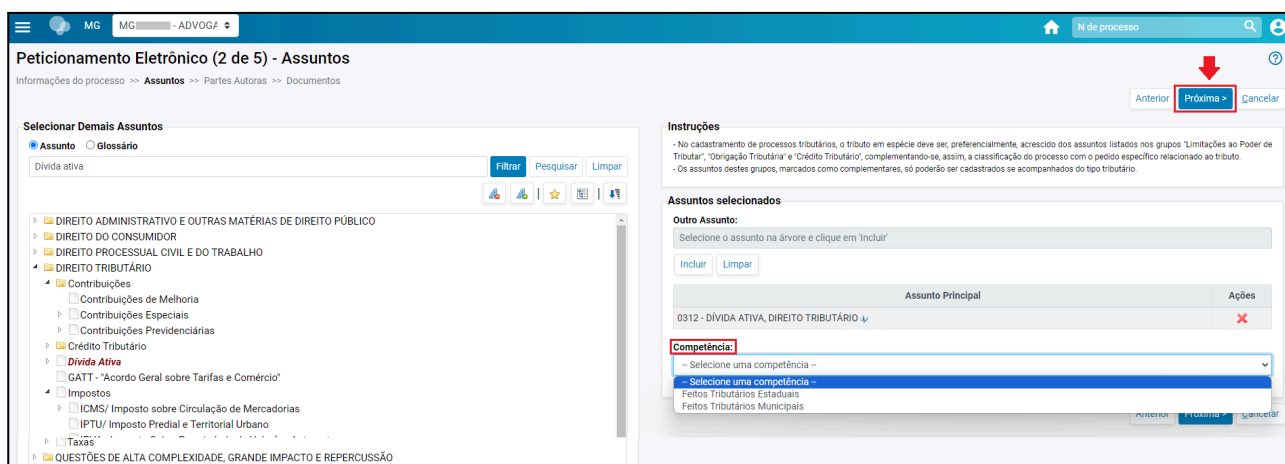 MG MG - ADVOGA N de processo
Peticionamento Eletrônico (2 de 5) - Assuntos
Informações do processo >> Assuntos >> Partes Autoras >> Documentos
Anterior Próxima > Cancelar
Selecionar Demais Assuntos
Assunto Glossário
Dívida ativa Filtrar Pesquisar Limpar
DIREITO ADMINISTRATIVO E OUTRAS MATÉRIAS DE DIREITO PÚBLICO
DIREITO DO CONSUMIDOR
DIREITO PROCESSUAL CIVIL E DO TRABALHO
DIREITO TRIBUTÁRIO
Contribuições
Contribuições de Melhoria
Contribuições Especiais
Contribuições Previdenciárias
Crédito Tributário
Dívida Ativa
GATT - "Acordo Geral sobre Tarifas e Comércio"
Impostos
ICMS/ Imposto sobre Circulação de Mercadorias
IPTU/ Imposto Predial e Territorial Urbano
Taxas
QUESTÕES DE ALTA COMPLEXIDADE, GRANDE IMPACTO E REPERCUSSÃO
Instruções
- No cadastramento de processos tributários, o tributo em espécie deve ser, preferencialmente, acrescido dos assuntos listados nos grupos "Limitações ao Poder de
Tributar", "Obrigação Tributária" e "Crédito Tributário", complementando-se, assim, a classificação do processo com o pedido específico relacionado ao tributo.
- Os assuntos destes grupos, marcados como complementares, só poderão ser cadastrados se acompanhados do tipo tributário.
Assuntos selecionados
Outro Assunto:
Selecione o assunto na árvore e clique em 'Incluir'
Incluir Limpar
Assunto Principal Ações
0312 - DÍVIDA ATIVA, DIREITO TRIBUTÁRIO
Competência:
-- Selecione uma competência --
-- Selecione uma competência --
Feitos Tributários Estaduais
Feitos Tributários Municipais
Anterior Próxima > Cancelar